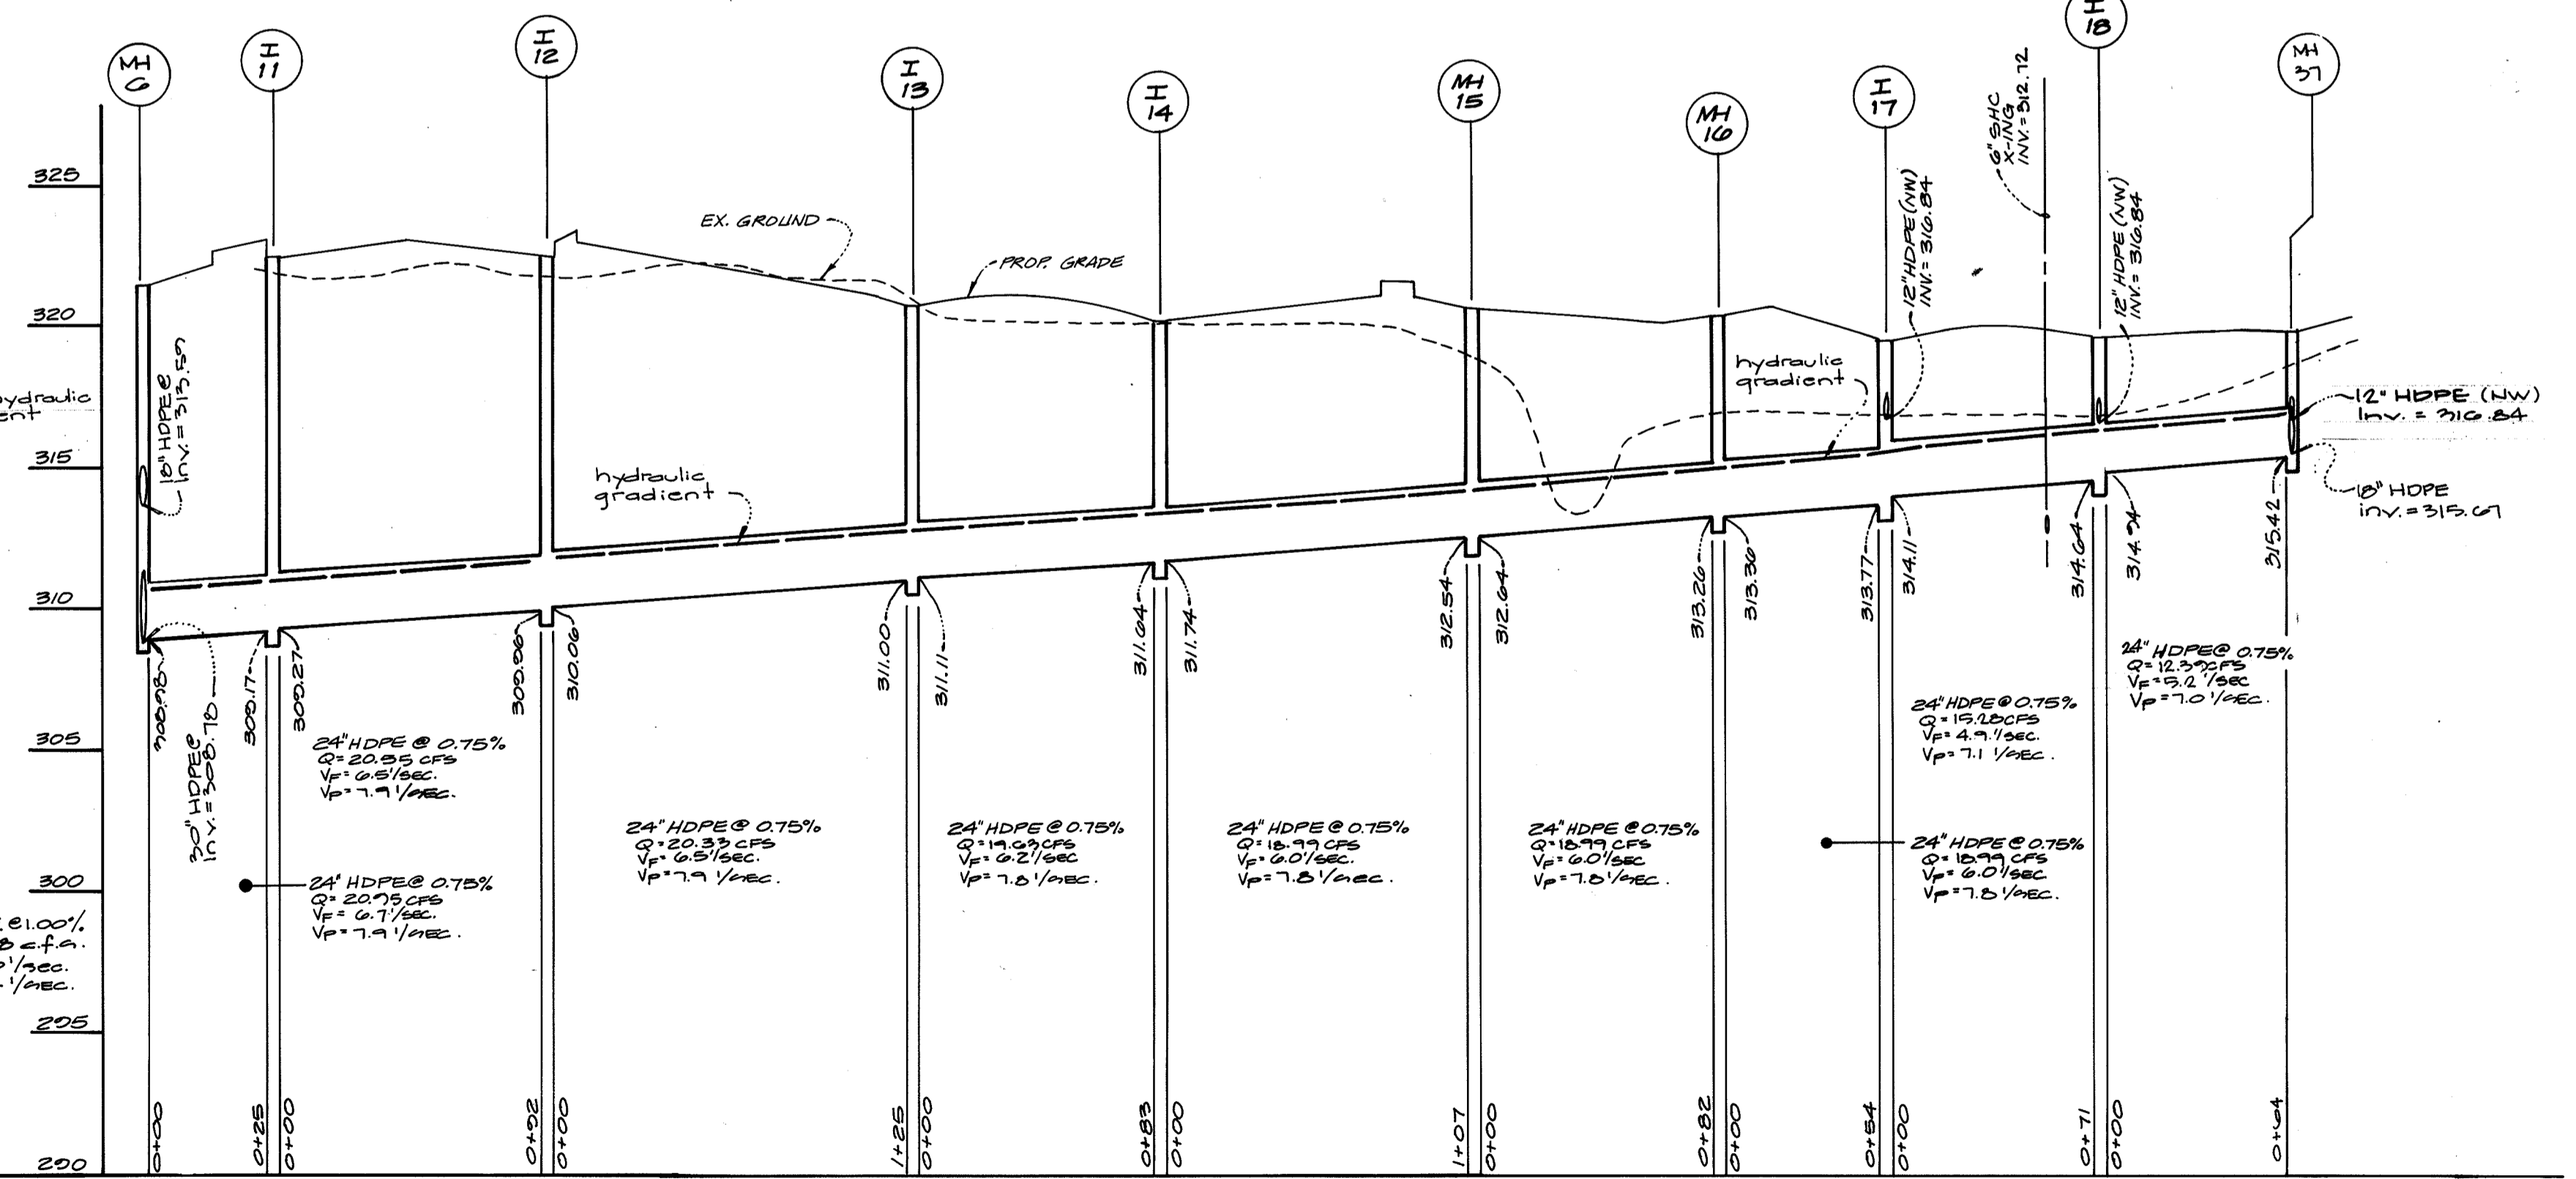 MH
6
I
11
I
12
I
13
I
14
MH
15
MH
16
I
17
I
18
MH
37
325
320
315
310
305
300
295
290
EX. GROUND
PROP. GRADE
hydraulic
gradient
hydraulic
gradient
18" HDPE@
inv.=313.59
30" HDPE@
inv.=308.78
12" HDPE (NW)
INV.= 316.84
6" SHC
X-ING
INV.=312.72
12" HDPE (NW)
INV.= 316.84
12" HDPE (NW)
Inv. = 316.84
18" HDPE
inv.=315.67
308.98
309.17
309.27
309.96
310.06
311.00
311.11
311.64
311.74
312.54
312.64
313.26
313.36
313.77
314.11
314.64
314.94
315.42
24" HDPE @ 0.75%
Q=20.55 CFS
VF=6.5'/SEC.
VP=7.9'/SEC.
24" HDPE@ 0.75%
Q=20.95 CFS
VF= 6.7'/SEC.
VP=7.9'/SEC.
24" HDPE @ 0.75%
Q=20.33 CFS
VF= 6.5'/SEC.
VP=7.9'/SEC.
24" HDPE @ 0.75%
Q=19.63 CFS
VF=6.2'/SEC
VP=7.8'/SEC.
24" HDPE @ 0.75%
Q=18.99 CFS
VF=6.0'/SEC.
VP=7.8'/sec.
24" HDPE @ 0.75%
Q=18.99 CFS
VF=6.0'/SEC
VP=7.8'/SEC.
24" HDPE @ 0.75%
Q=15.28 CFS
VF=4.9'/SEC.
VP=7.1'/SEC.
24" HDPE @ 0.75%
Q=18.99 CFS
VF=6.0'/SEC
VP=7.8'/SEC.
24" HDPE@ 0.75%
Q=12.39 CFS
VF=5.2'/SEC
VP=7.0'/SEC.
@1.00%
c.f.s.
'/sec.
'/SEC.
0+00
0+25
0+00
0+92
0+00
1+25
0+00
0+83
0+00
1+07
0+00
0+82
0+00
0+54
0+00
0+71
0+00
0+64